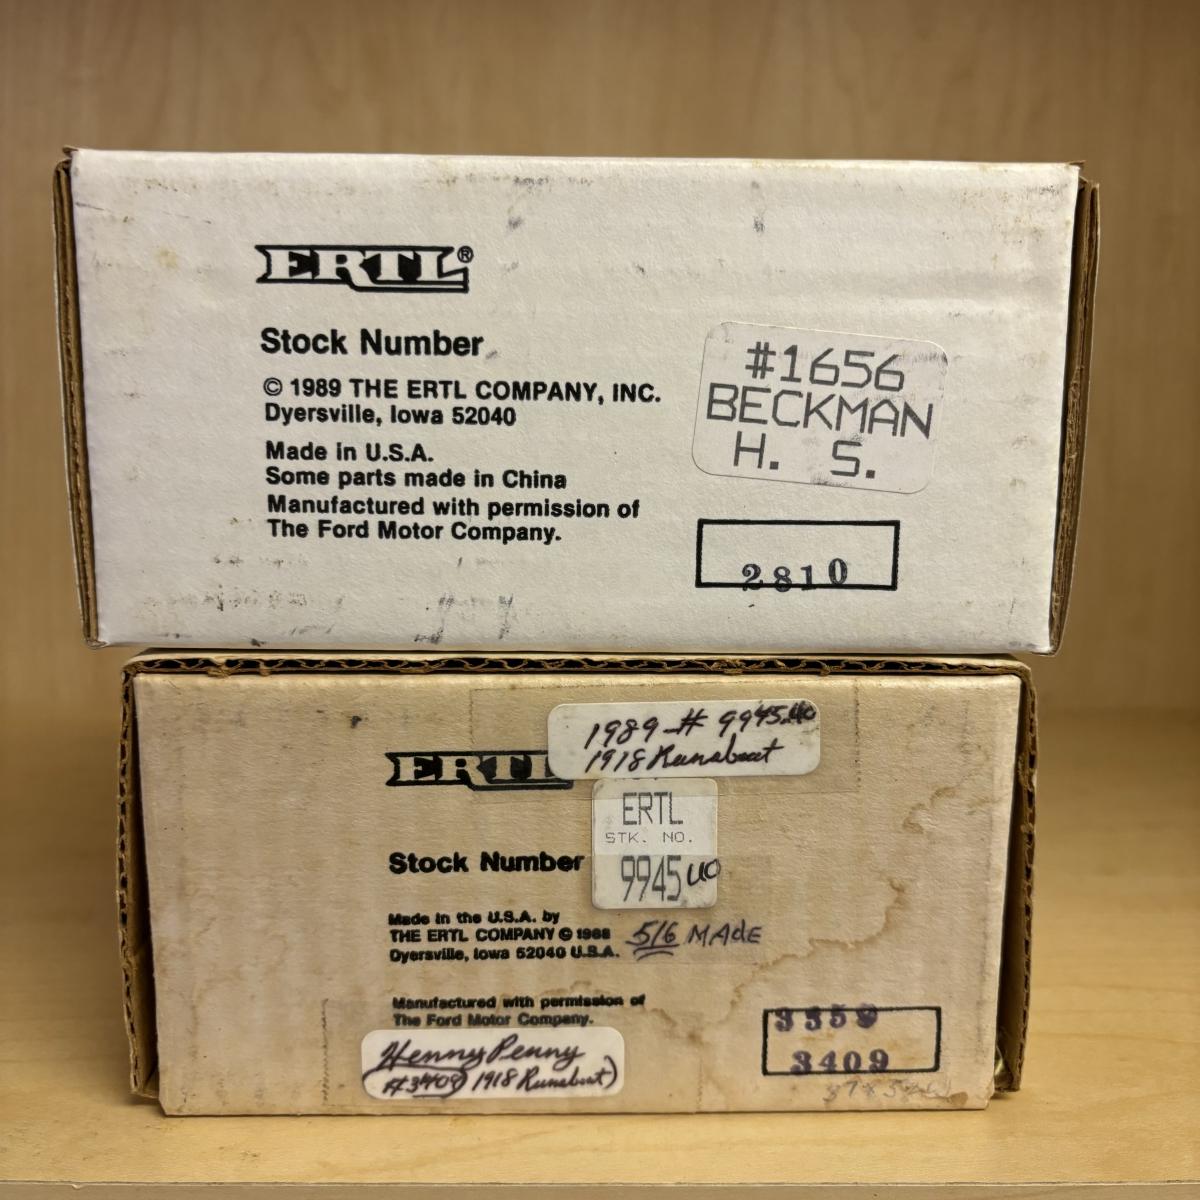 ERTL®
Stock Number
© 1989 THE ERTL COMPANY, INC.
Dyersville, Iowa 52040
Made in U.S.A.
Some parts made in China
Manufactured with permission of
The Ford Motor Company.
#1656
BECKMAN
H. S.
2810
1989-# 9945UO
1918 Runabout
ERTL
ERTL
STK. NO.
9945UO
Stock Number
Made in the U.S.A. by
THE ERTL COMPANY © 1988
Dyersville, Iowa 52040 U.S.A.
516 MADE
Manufactured with permission of
The Ford Motor Company.
Henny Penny
#3409 1918 Runabout)
3359
3409